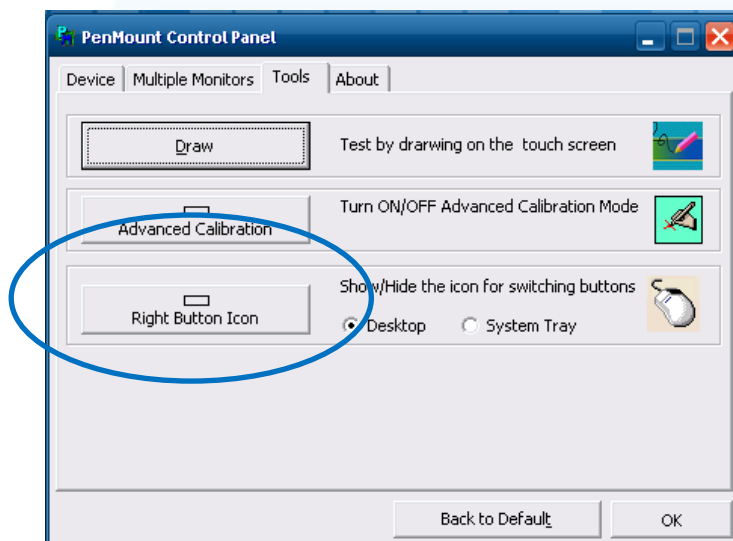 PenMount Control Panel
Device Multiple Monitors Tools About
Draw Test by drarwing on the touch screen
Advanced Calibration Turn ON/OFF Advanced Calibration Mode
Right Button Icon Show/Hide the icon for switching buttons
Desktop System Tray
Back to Default OK